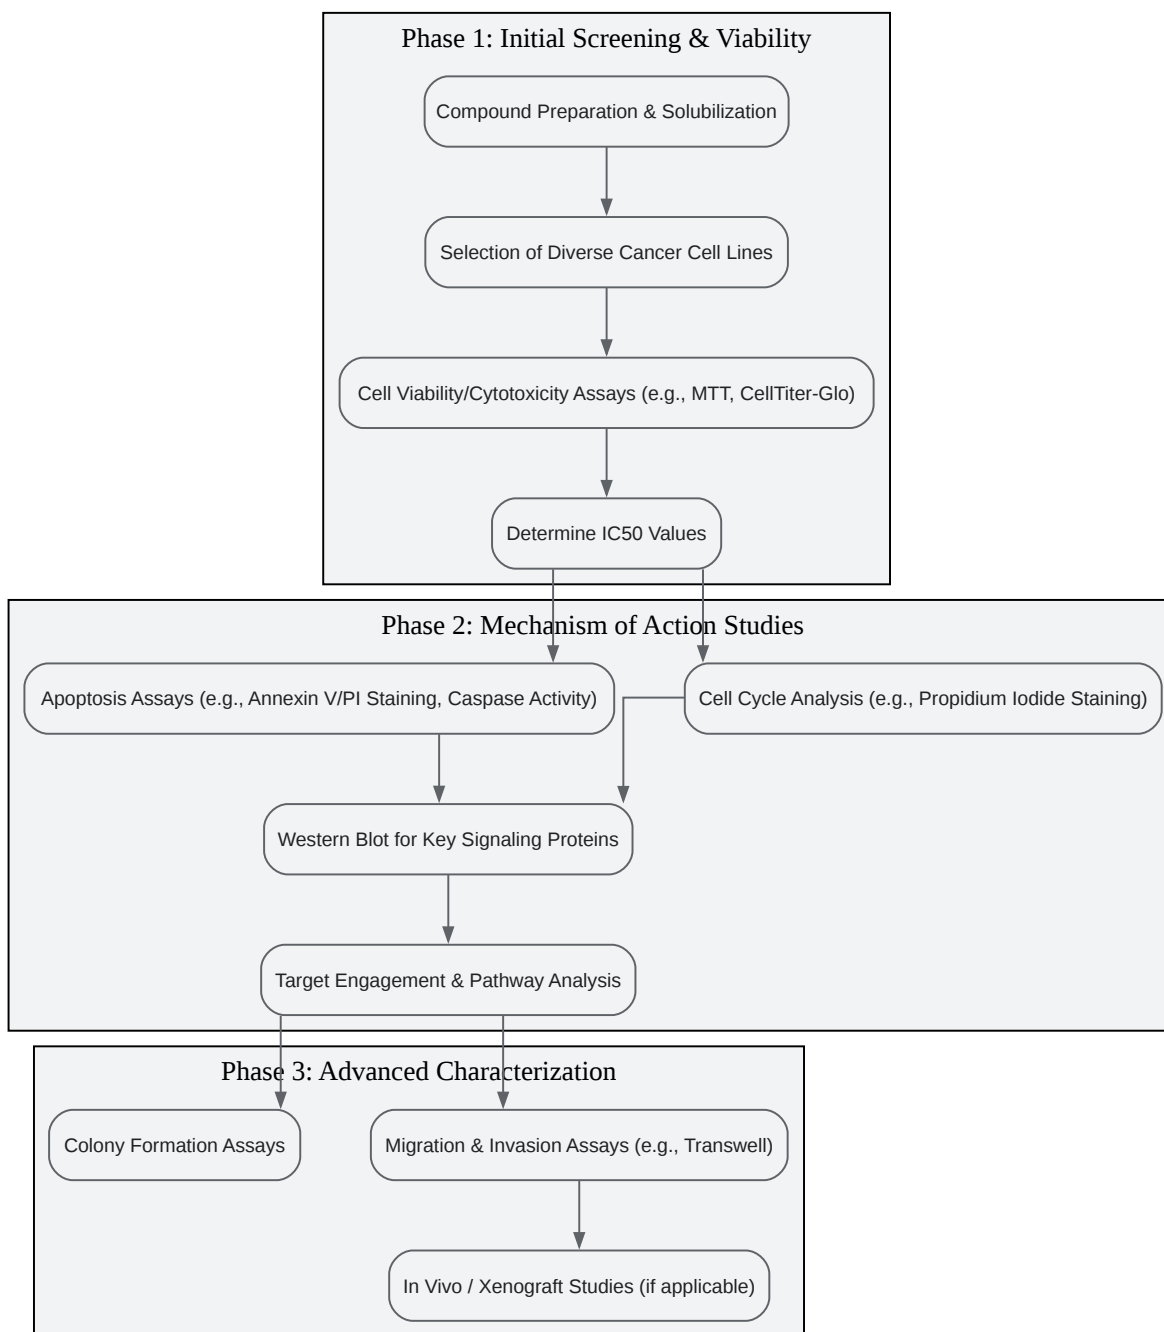 Phase 1: Initial Screening & Viability
Compound Preparation & Solubilization
Selection of Diverse Cancer Cell Lines
Cell Viability/Cytotoxicity Assays (e.g., MTT, CellTiter-Glo)
Determine IC50 Values
Phase 2: Mechanism of Action Studies
Apoptosis Assays (e.g., Annexin V/PI Staining, Caspase Activity)
Cell Cycle Analysis (e.g., Propidium Iodide Staining)
Western Blot for Key Signaling Proteins
Target Engagement & Pathway Analysis
Phase 3: Advanced Characterization
Colony Formation Assays
Migration & Invasion Assays (e.g., Transwell)
In Vivo / Xenograft Studies (if applicable)